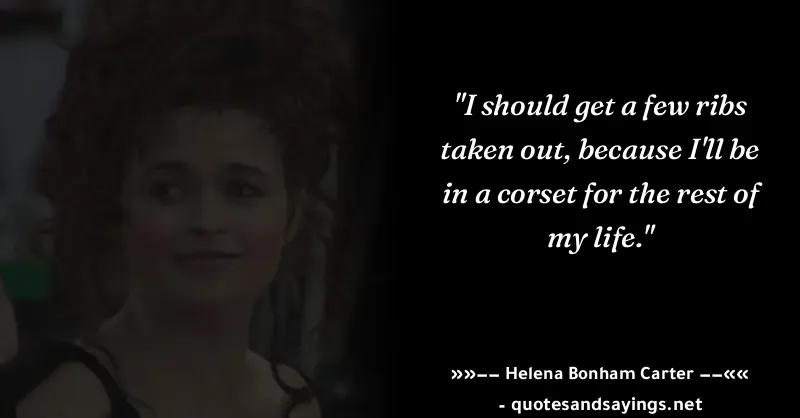 "I should get a few ribs
taken out, because I'll be
in a corset for the rest of
my life."
»»−− Helena Bonham Carter −−««
- quotesandsayings.net